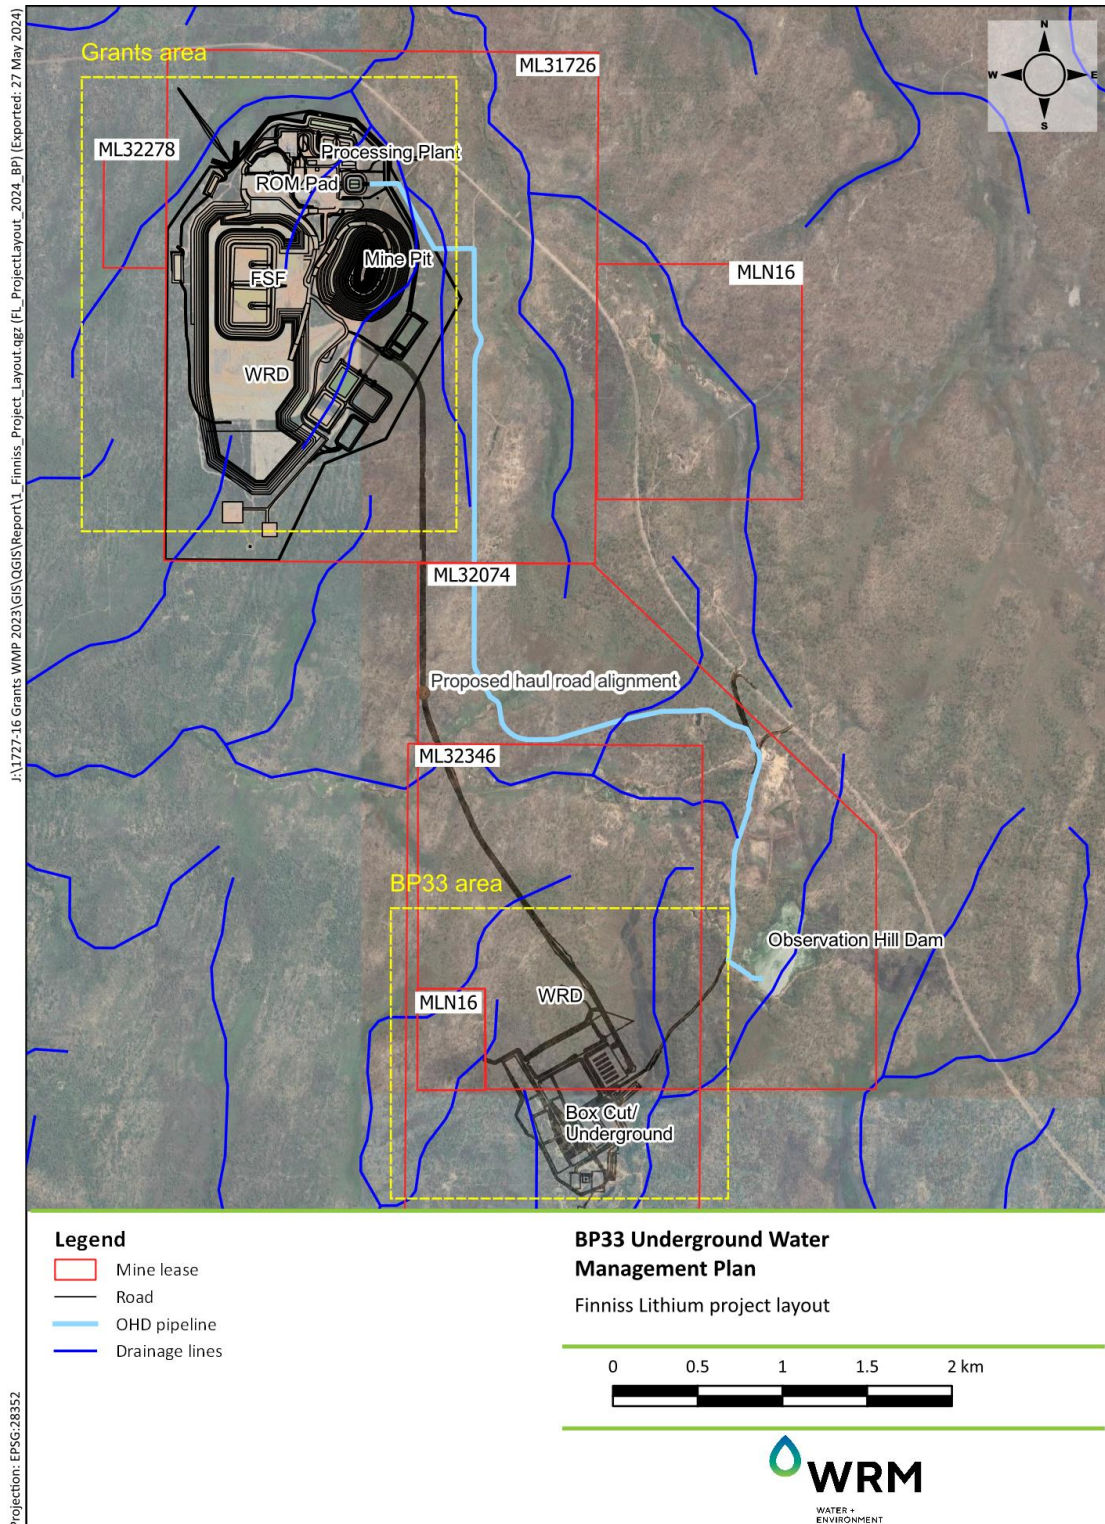 J:\1727-16 Grants WMP 2023\GIS\QGIS\Report\1_Finniss_Project_Layout.qgz (FL_ProjectLayout_2024_BP) (Exported: 27 May 2024)
Projection: EPSG:28352
Grants area
ML31726
N
W
E
S
ML32278
Processing Plant
ROM Pad
Mine Pit
FSF
MLN16
WRD
ML32074
Proposed haul road alignment
ML32346
BP33 area
Observation Hill Dam
WRD
MLN16
Box Cut/
Underground
Legend
Mine lease
Road
OHD pipeline
Drainage lines
BP33 Underground Water
Management Plan
Finniss Lithium project layout
0 0.5 1 1.5 2 km
WRM
WATER +
ENVIRONMENT